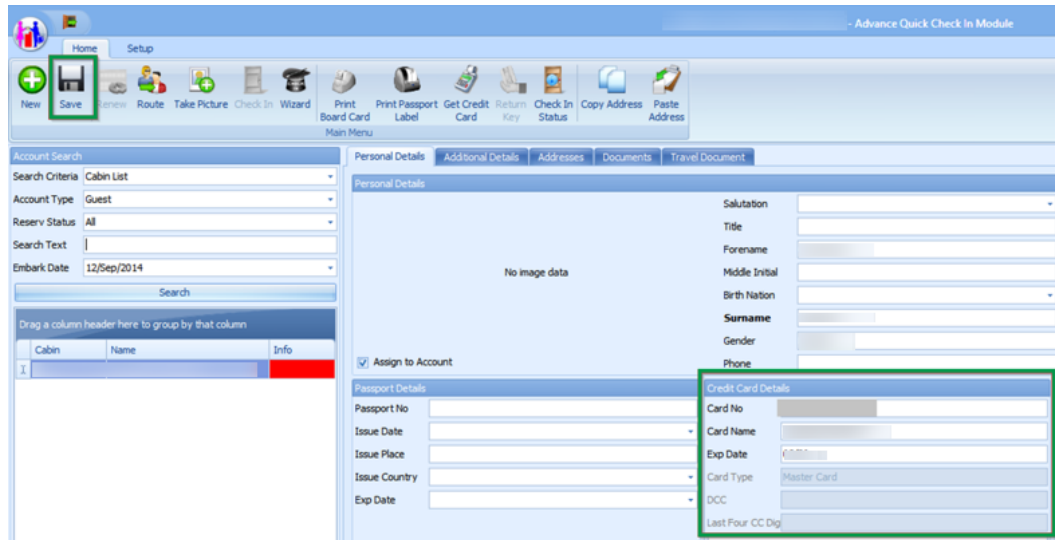 - Advance Quick Check In Module
Home Setup
New Save Renew Route Take Picture Check In Wizard Print Board Card Print Passport Label Get Credit Card Return Key Check In Status Copy Address Paste Address
Main Menu
Account Search
Search Criteria Cabin List
Account Type Guest
Reserv Status All
Search Text
Embark Date 12/Sep/2014
Search
Drag a column header here to group by that column
Cabin Name Info
Personal Details Additional Details Addresses Documents Travel Document
Personal Details
No image data
Assign to Account
Salutation
Title
Forename
Middle Initial
Birth Nation
Surname
Gender
Phone
Passport Details
Passport No
Issue Date
Issue Place
Issue Country
Exp Date
Credit Card Details
Card No
Card Name
Exp Date
Card Type Master Card
DCC
Last Four CC Dig